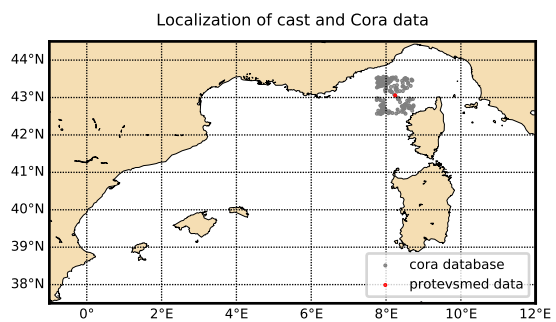 Localization of cast and Cora data
44°N
43°N
42°N
41°N
40°N
39°N
38°N
cora database
protevsmed data
0° 2°E 4°E 6°E 8°E 10°E 12°E